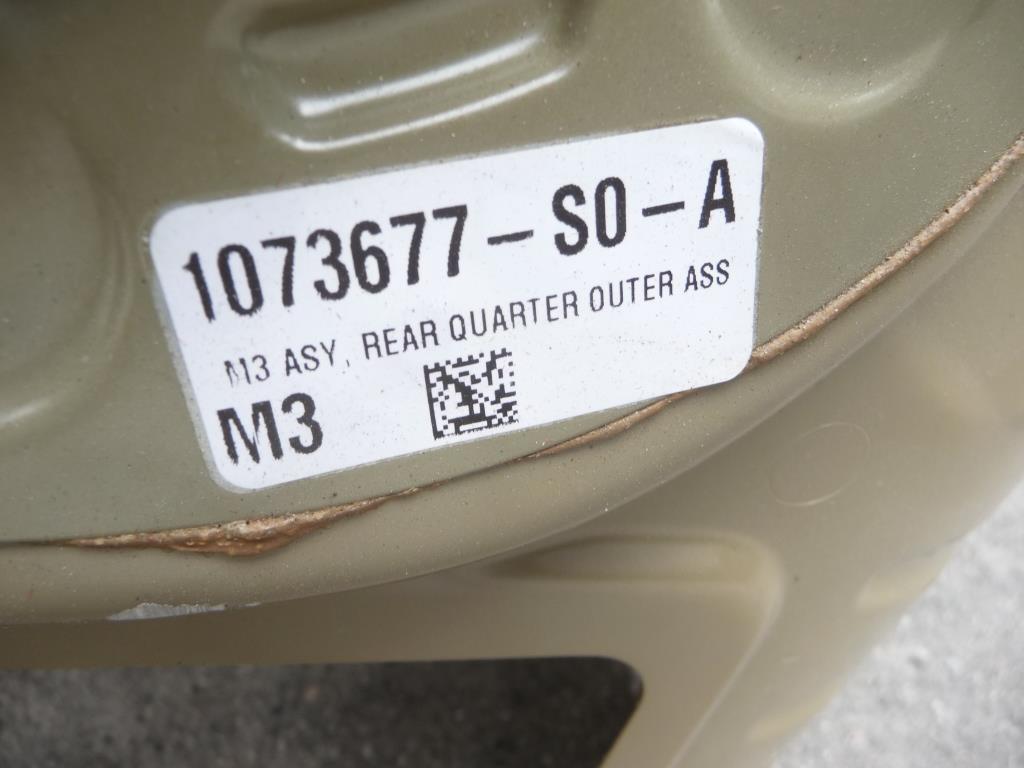 1073677-S0-A
M3 ASY, REAR QUARTER OUTER ASS
M3